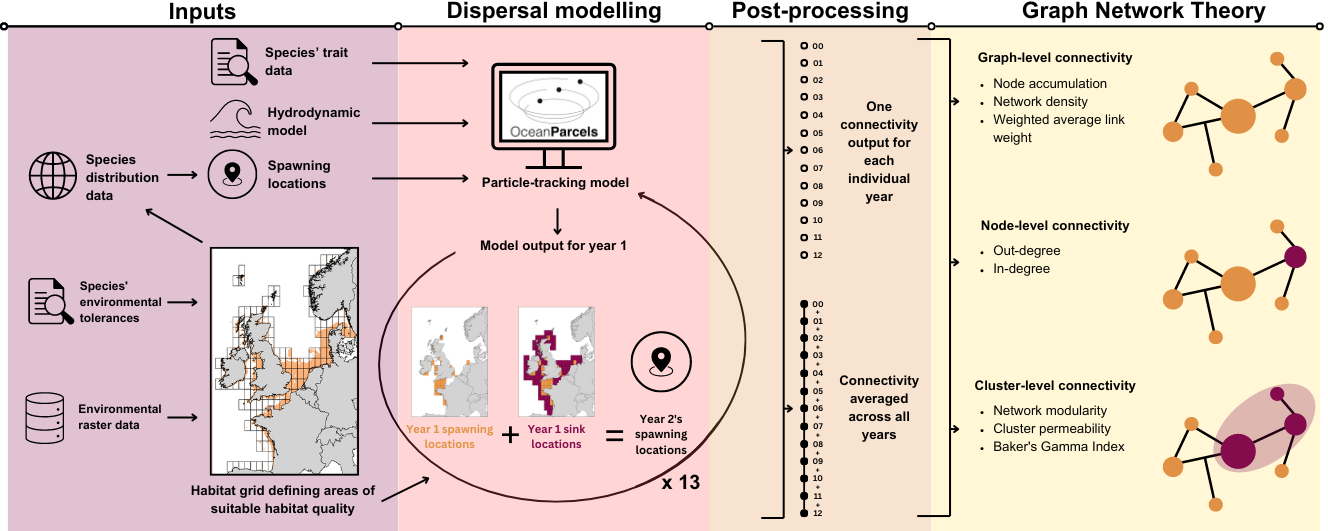 Inputs
Dispersal modelling
Post-processing
Graph Network Theory
Species' trait
data
Hydrodynamic
model
Species
distribution
data
Spawning
locations
Species'
environmental
tolerances
Environmental
raster data
Habitat grid defining areas of
suitable habitat quality
OceanParcels
Particle-tracking model
Model output for year 1
Year 1 spawning
locations
+
Year 1 sink
locations
=
Year 2's
spawning
locations
x 13
00
01
02
03
04
05
06
07
08
09
10
11
12
One
connectivity
output for
each
individual
year
00
+
01
+
02
+
03
+
04
+
05
+
06
+
07
+
08
+
09
+
10
+
11
+
12
Connectivity
averaged
across all
years
Graph-level connectivity
• Node accumulation
• Network density
• Weighted average link
weight
Node-level connectivity
• Out-degree
• In-degree
Cluster-level connectivity
• Network modularity
• Cluster permeability
• Baker's Gamma Index